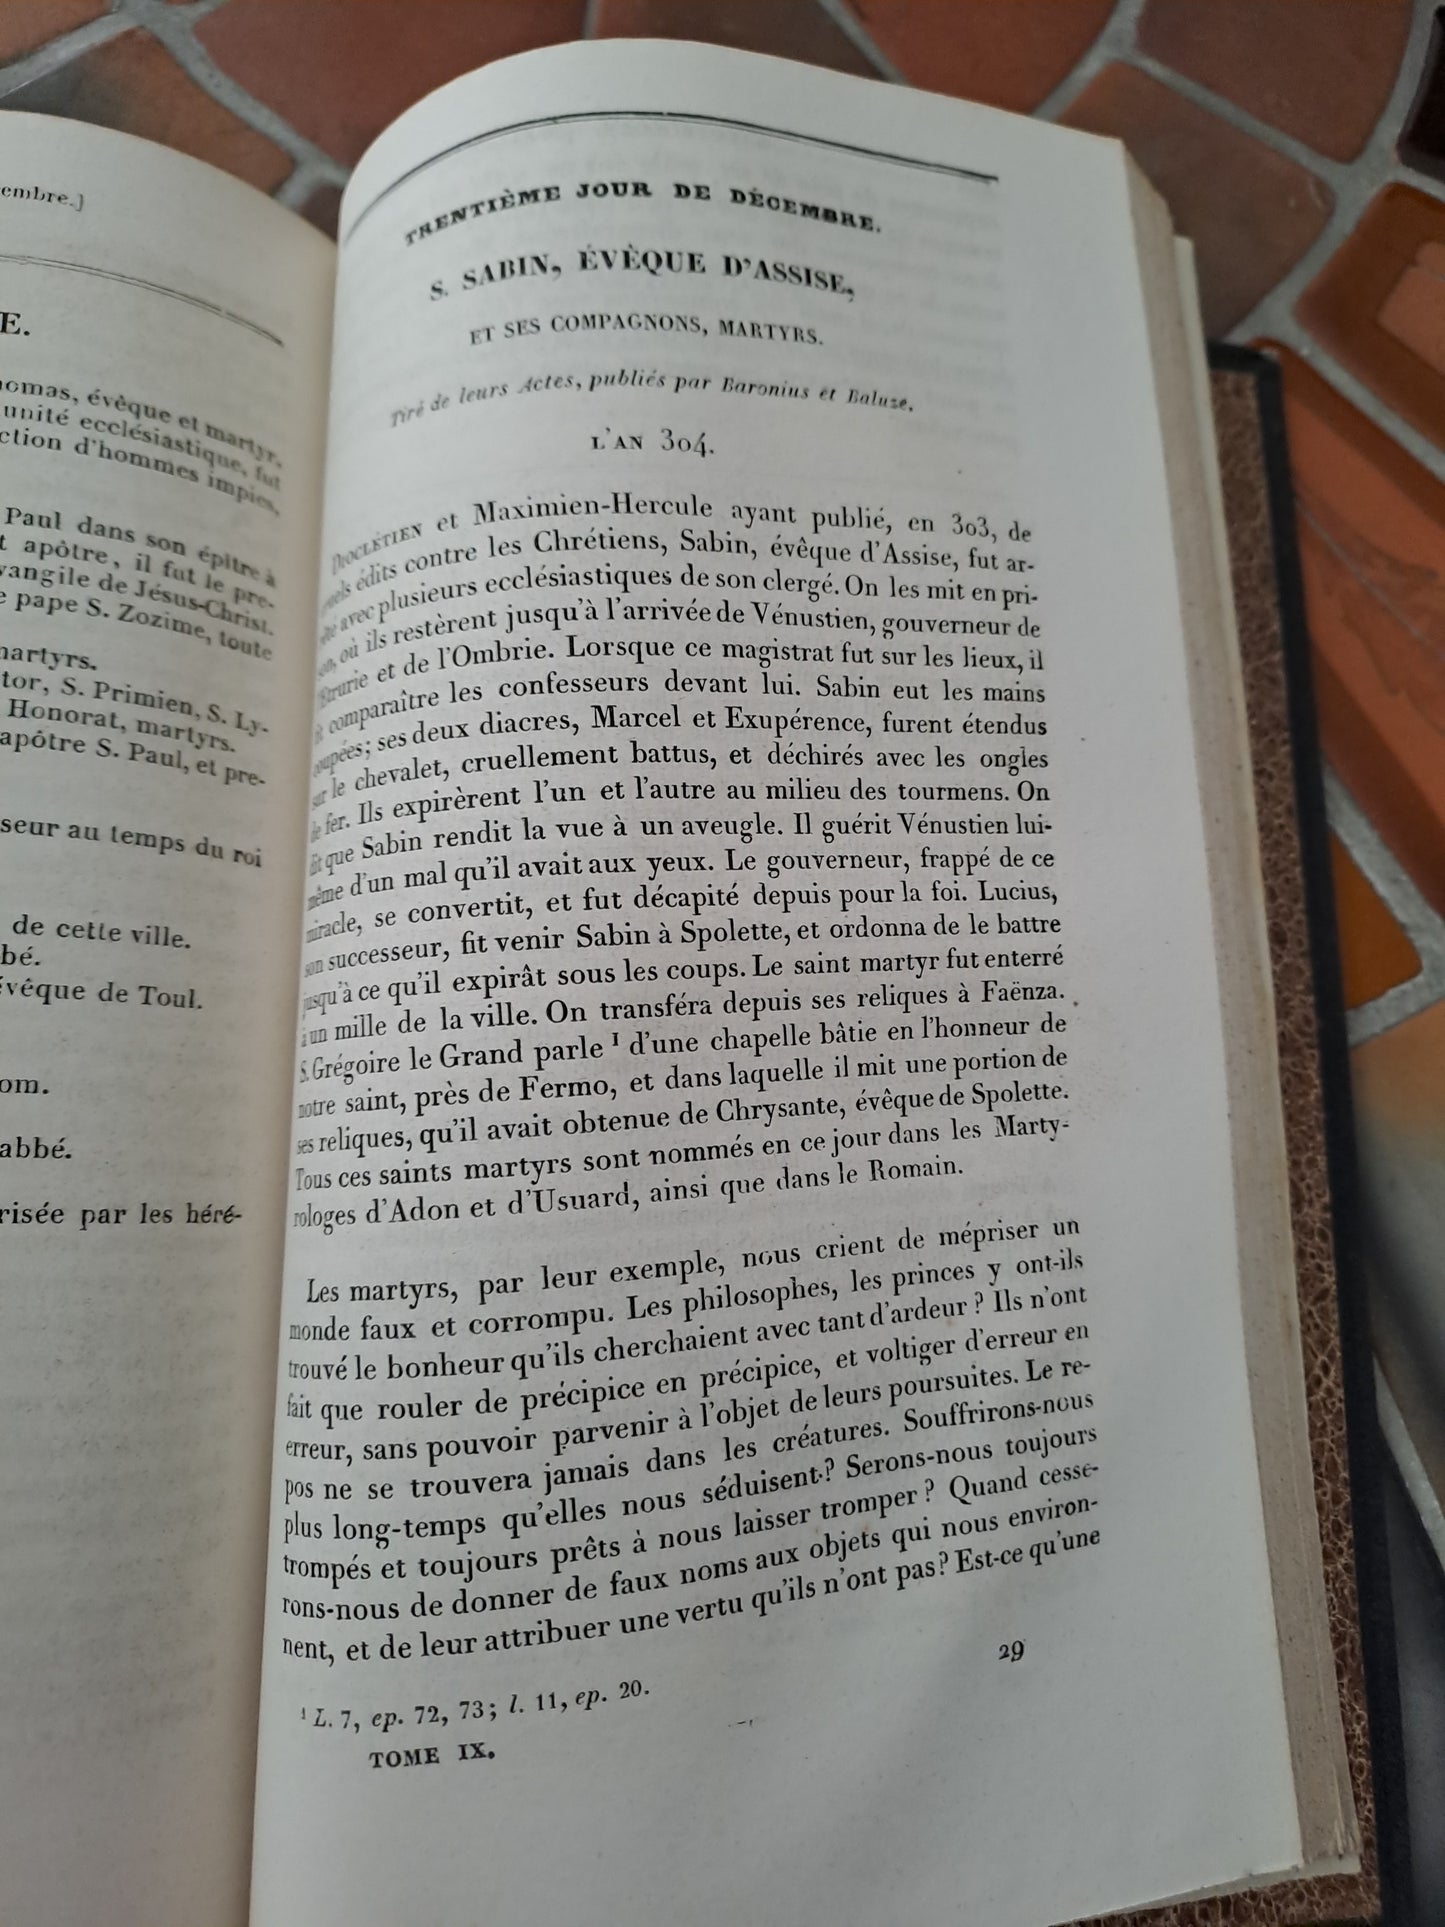 embre.)
E.
omas, évêque et martyr,
unité ecclésiastique, fut
ction d'hommes impies,
Paul dans son épître à
t apôtre, il fut le pre-
vangile de Jésus-Christ.
e pape S. Zozime, toute
martyrs.
tor, S. Primien, S. Ly-
Honorat, martyrs.
apôtre S. Paul, et pre-
seur au temps du roi
de cette ville.
bé.
évêque de Toul.
om.
abbé.
risée par les héré-
TRENTIÈME JOUR DE DÉCEMBRE.
S. SABIN, ÉVÊQUE D'ASSISE,
ET SES COMPAGNONS, MARTYRS.
Tiré de leurs Actes, publiés par Baronius et Baluze.
L'AN 304.
DIOCLÉTIEN et Maximien-Hercule ayant publié, en 303, de
cruels édits contre les Chrétiens, Sabin, évêque d'Assise, fut ar-
rêté avec plusieurs ecclésiastiques de son clergé. On les mit en pri-
son, où ils restèrent jusqu'à l'arrivée de Vénustien, gouverneur de
l'Étrurie et de l'Ombrie. Lorsque ce magistrat fut sur les lieux, il
fit comparaître les confesseurs devant lui. Sabin eut les mains
coupées; ses deux diacres, Marcel et Exupérence, furent étendus
sur le chevalet, cruellement battus, et déchirés avec les ongles
de fer. Ils expirèrent l'un et l'autre au milieu des tourmens. On
dit que Sabin rendit la vue à un aveugle. Il guérit Vénustien lui-
même d'un mal qu'il avait aux yeux. Le gouverneur, frappé de ce
miracle, se convertit, et fut décapité depuis pour la foi. Lucius,
son successeur, fit venir Sabin à Spolette, et ordonna de le battre
jusqu'à ce qu'il expirât sous les coups. Le saint martyr fut enterré
à un mille de la ville. On transféra depuis ses reliques à Faënza.
S. Grégoire le Grand parle 1 d'une chapelle bâtie en l'honneur de
notre saint, près de Fermo, et dans laquelle il mit une portion de
ses reliques, qu'il avait obtenue de Chrysante, évêque de Spolette.
Tous ces saints martyrs sont nommés en ce jour dans les Marty-
rologes d'Adon et d'Usuard, ainsi que dans le Romain.
Les martyrs, par leur exemple, nous crient de mépriser un
monde faux et corrompu. Les philosophes, les princes y ont-ils
trouvé le bonheur qu'ils cherchaient avec tant d'ardeur? Ils n'ont
fait que rouler de précipice en précipice, et voltiger d'erreur en
erreur, sans pouvoir parvenir à l'objet de leurs poursuites. Le re-
pos ne se trouvera jamais dans les créatures. Souffrirons-nous
plus long-temps qu'elles nous séduisent? Serons-nous toujours
trompés et toujours prêts à nous laisser tromper? Quand cesse-
rons-nous de donner de faux noms aux objets qui nous environ-
nent, et de leur attribuer une vertu qu'ils n'ont pas? Est-ce qu'une
1 L. 7, ep. 72, 73; l. 11, ep. 20.
TOME IX.
29